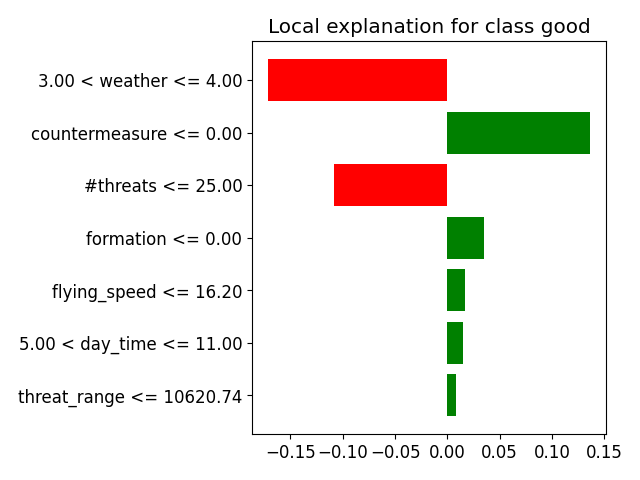 Local explanation for class good
3.00 < weather <= 4.00
countermeasure <= 0.00
#threats <= 25.00
formation <= 0.00
flying_speed <= 16.20
5.00 < day_time <= 11.00
threat_range <= 10620.74
−0.15 −0.10 −0.05 0.00 0.05 0.10 0.15